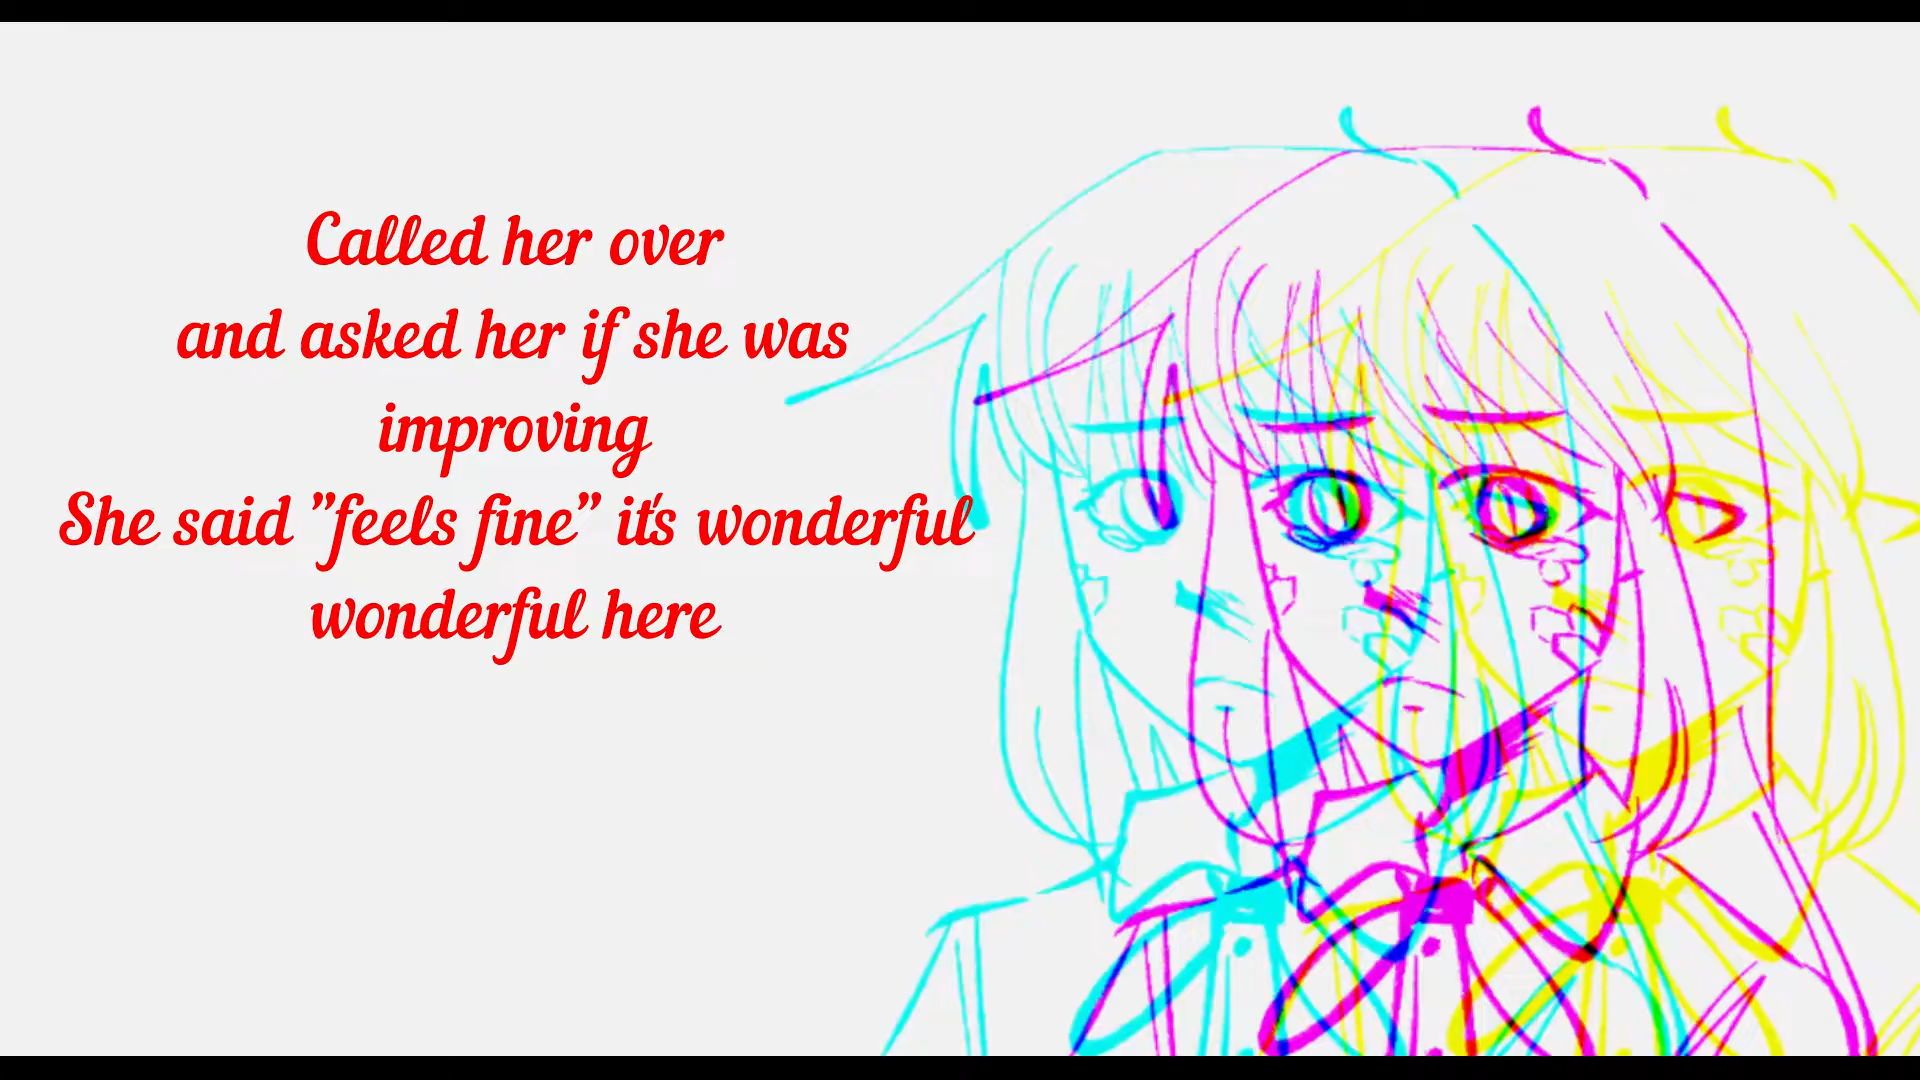 Called her over
and asked her if she was
improving
She said ”feels fine” it's wonderful
wonderful here